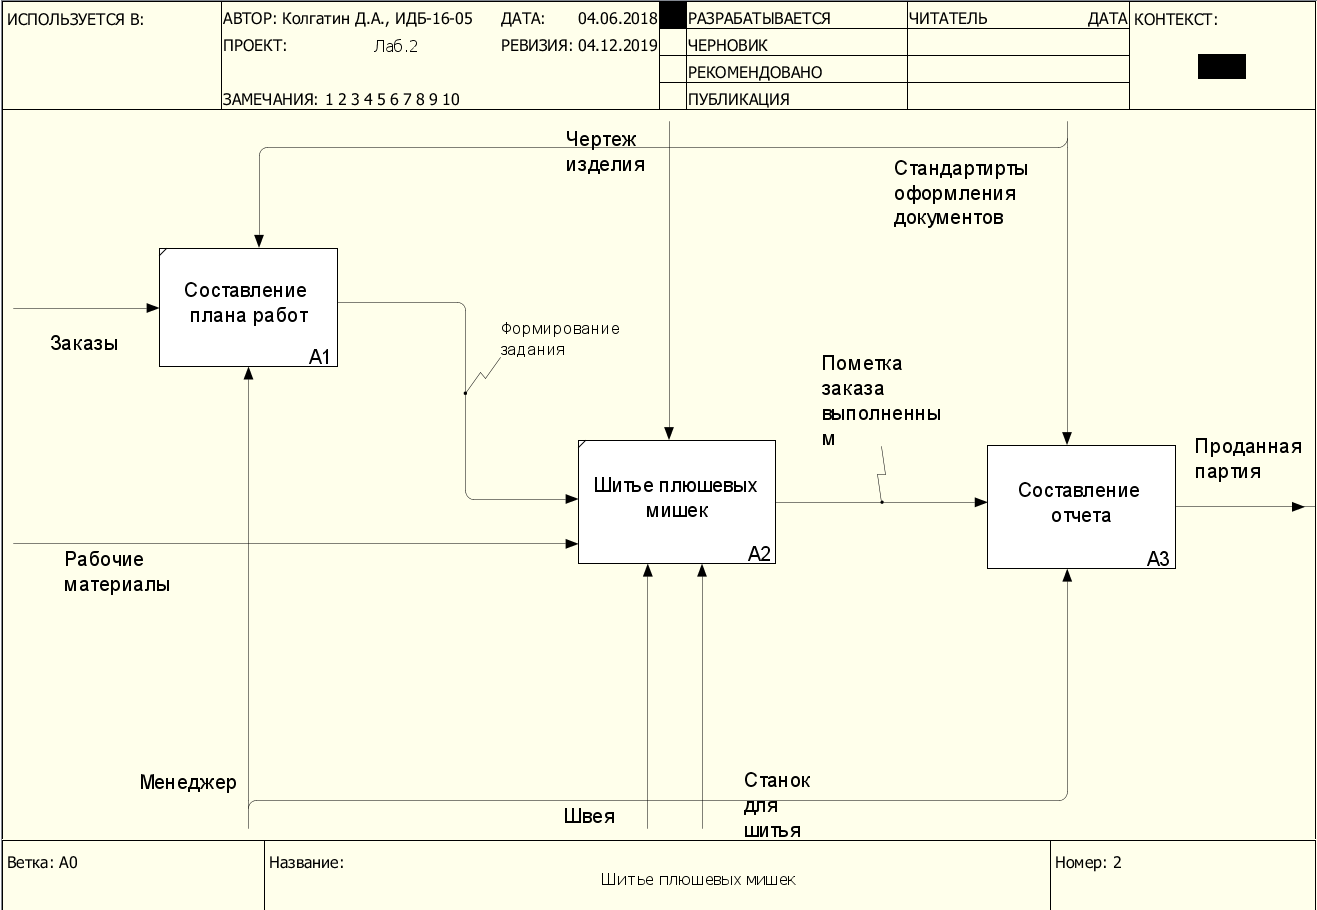 ИСПОЛЬЗУЕТСЯ В:
АВТОР: Колгатин Д.А., ИДБ-16-05
ДАТА: 04.06.2018
ПРОЕКТ: Лаб.2
РЕВИЗИЯ: 04.12.2019
ЗАМЕЧАНИЯ: 1 2 3 4 5 6 7 8 9 10
РАЗРАБАТЫВАЕТСЯ
ЧЕРНОВИК
РЕКОМЕНДОВАНО
ПУБЛИКАЦИЯ
ЧИТАТЕЛЬ
ДАТА
КОНТЕКСТ:
Чертеж
изделия
Стандартирты
оформления
документов
Составление
плана работ
A1
Заказы
Формирование
задания
Пометка
заказа
выполненны
м
Проданная
партия
Шитье плюшевых
мишек
A2
Составление
отчета
A3
Рабочие
материалы
Менеджер
Швея
Станок
для
шитья
Ветка: A0
Название:
Шитье плюшевых мишек
Номер: 2